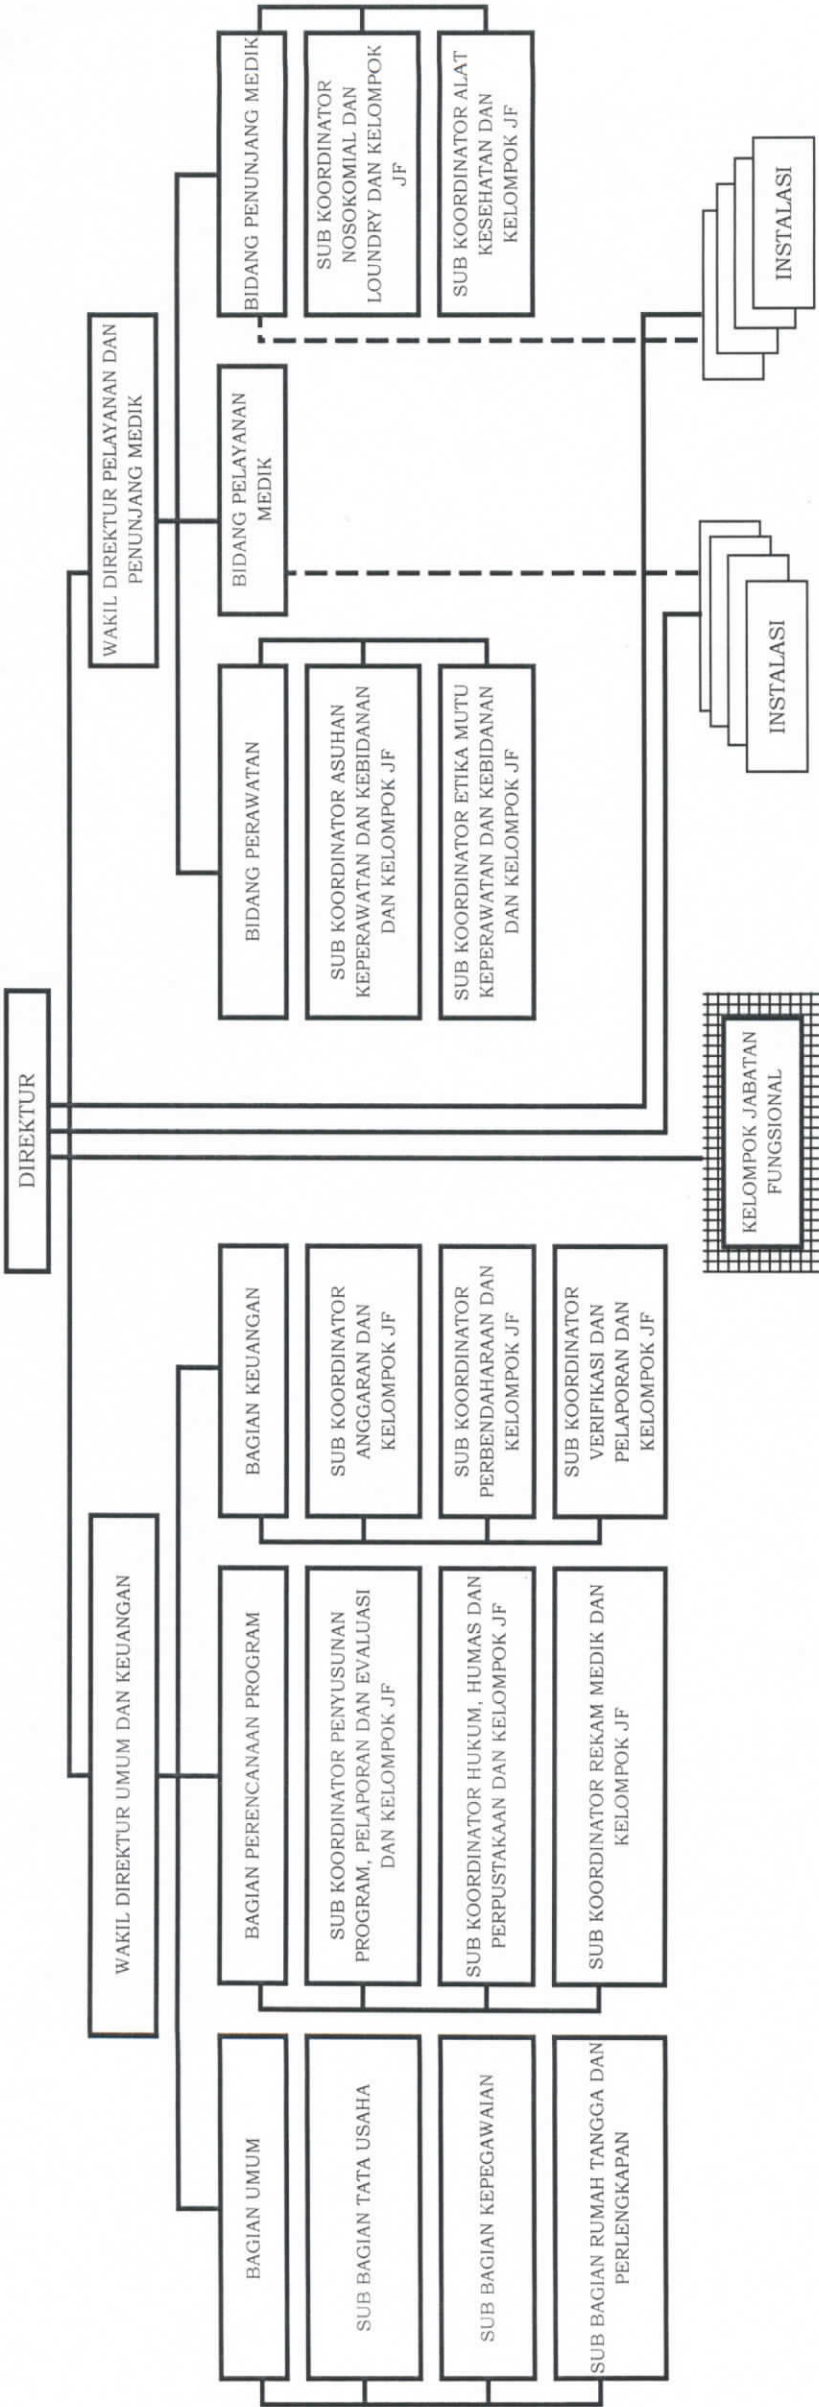 DIREKTUR
WAKIL DIREKTUR UMUM DAN KEUANGAN
WAKIL DIREKTUR PELAYANAN DAN
PENUNJANG MEDIK
BAGIAN UMUM
SUB BAGIAN TATA USAHA
SUB BAGIAN KEPEGAWAIAN
SUB BAGIAN RUMAH TANGGA DAN
PERLENGKAPAN
BAGIAN PERENCANAAN PROGRAM
SUB KOORDINATOR PENYUSUNAN
PROGRAM, PELAPORAN DAN EVALUASI
DAN KELOMPOK JF
SUB KOORDINATOR HUKUM, HUMAS DAN
PERPUSTAKAAN DAN KELOMPOK JF
SUB KOORDINATOR REKAM MEDIK DAN
KELOMPOK JF
BAGIAN KEUANGAN
SUB KOORDINATOR
ANGGARAN DAN
KELOMPOK JF
SUB KOORDINATOR
PERBENDAHARAAN DAN
KELOMPOK JF
SUB KOORDINATOR
VERIFIKASI DAN
PELAPORAN DAN
KELOMPOK JF
BIDANG PERAWATAN
SUB KOORDINATOR ASUHAN
KEPERAWATAN DAN KEBIDANAN
DAN KELOMPOK JF
SUB KOORDINATOR ETIKA MUTU
KEPERAWATAN DAN KEBIDANAN
DAN KELOMPOK JF
BIDANG PELAYANAN
MEDIK
BIDANG PENUNJANG MEDIK
SUB KOORDINATOR
NOSOKOMIAL DAN
LOUNDRY DAN KELOMPOK
JF
SUB KOORDINATOR ALAT
KESEHATAN DAN
KELOMPOK JF
KELOMPOK JABATAN
FUNGSIONAL
INSTALASI
INSTALASI